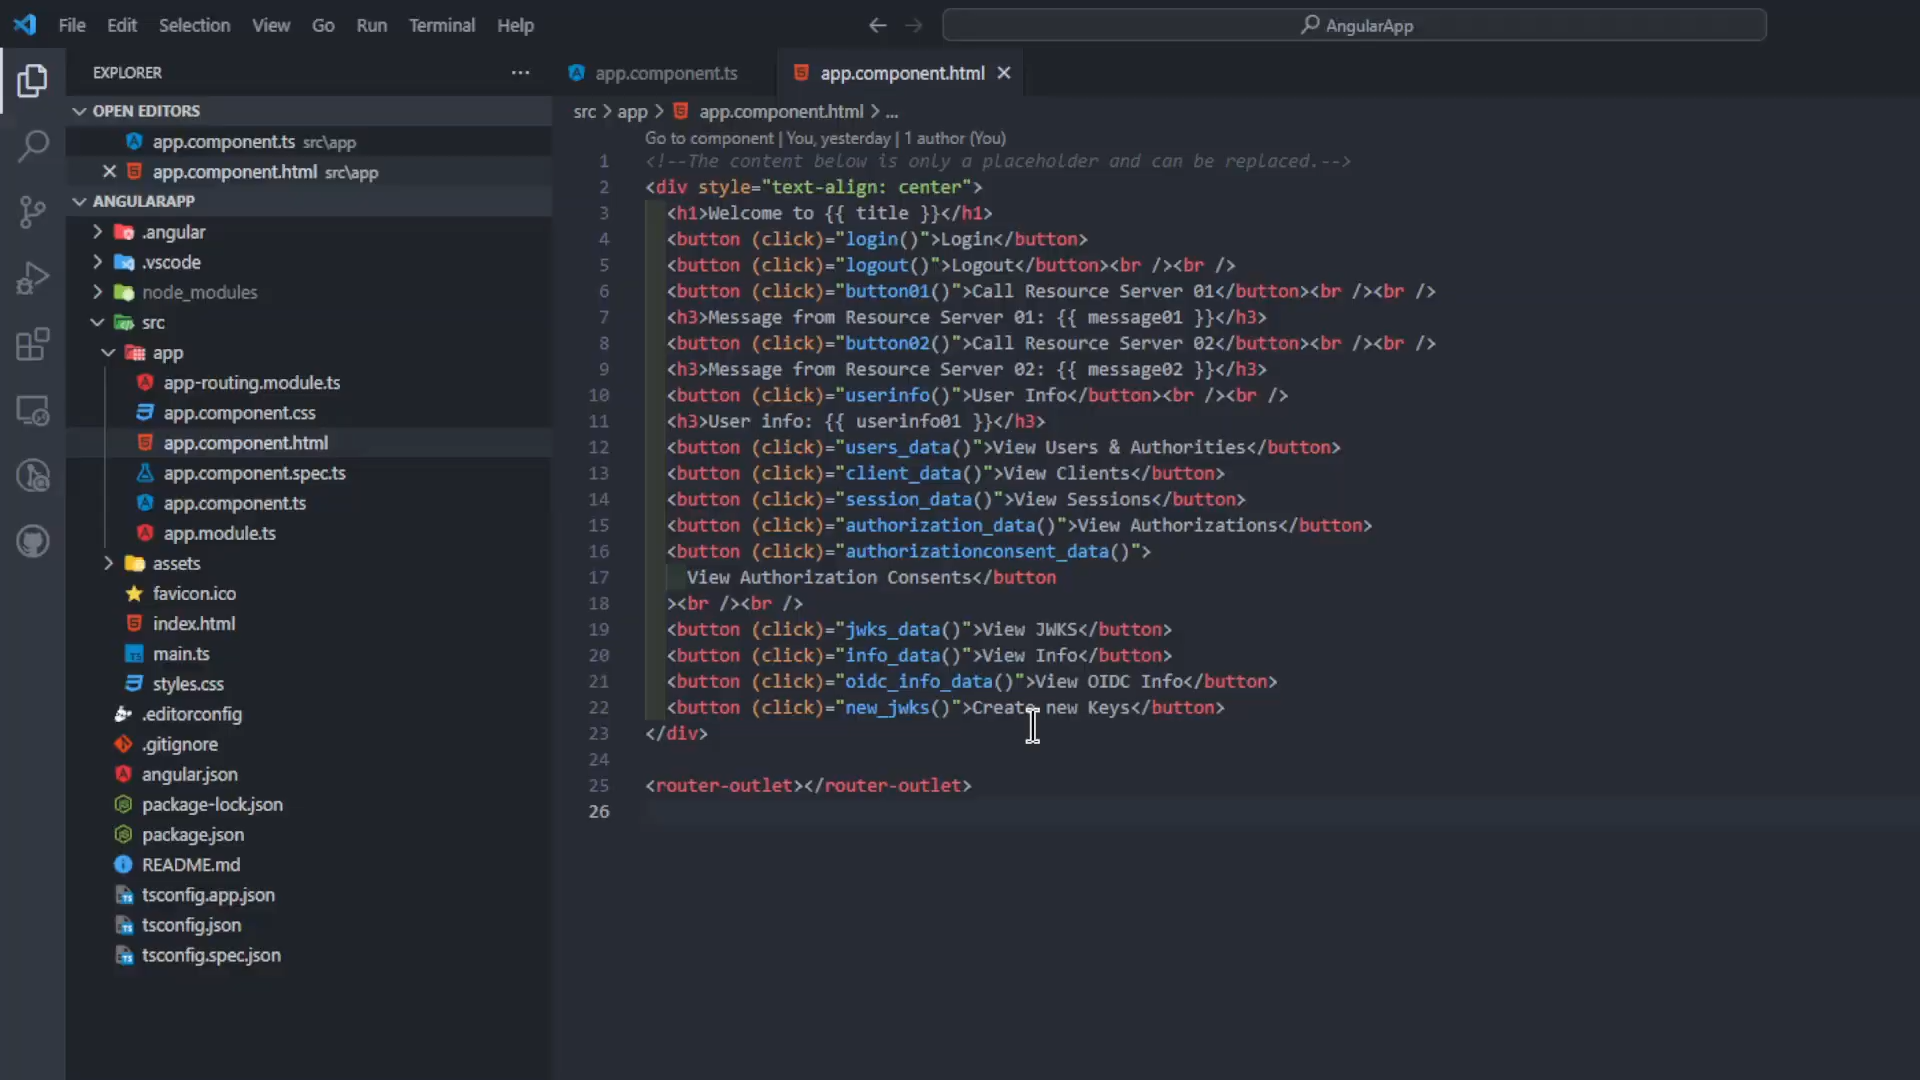 File Edit Selection View Go Run Terminal Help
AngularApp
EXPLORER
OPEN EDITORS
app.component.ts src\app
app.component.html src\app
ANGULARAPP
.angular
.vscode
node_modules
src
app
app-routing.module.ts
app.component.css
app.component.html
app.component.spec.ts
app.component.ts
app.module.ts
assets
favicon.ico
index.html
main.ts
styles.css
.editorconfig
.gitignore
angular.json
package-lock.json
package.json
README.md
tsconfig.app.json
tsconfig.json
tsconfig.spec.json
app.component.ts app.component.html
src > app > app.component.html > ...
Go to component | You, yesterday | 1 author (You)
1 <!--The content below is only a placeholder and can be replaced.-->
2 <div style="text-align: center">
3 <h1>Welcome to {{ title }}</h1>
4 <button (click)="login()">Login</button>
5 <button (click)="logout()">Logout</button><br /><br />
6 <button (click)="button01()">Call Resource Server 01</button><br /><br />
7 <h3>Message from Resource Server 01: {{ message01 }}</h3>
8 <button (click)="button02()">Call Resource Server 02</button><br /><br />
9 <h3>Message from Resource Server 02: {{ message02 }}</h3>
10 <button (click)="userinfo()">User Info</button><br /><br />
11 <h3>User info: {{ userinfo01 }}</h3>
12 <button (click)="users_data()">View Users & Authorities</button>
13 <button (click)="client_data()">View Clients</button>
14 <button (click)="session_data()">View Sessions</button>
15 <button (click)="authorization_data()">View Authorizations</button>
16 <button (click)="authorizationconsent_data()">
17 View Authorization Consents</button
18 ><br /><br />
19 <button (click)="jwks_data()">View JWKS</button>
20 <button (click)="info_data()">View Info</button>
21 <button (click)="oidc_info_data()">View OIDC Info</button>
22 <button (click)="new_jwks()">Create new Keys</button>
23 </div>
24
25 <router-outlet></router-outlet>
26